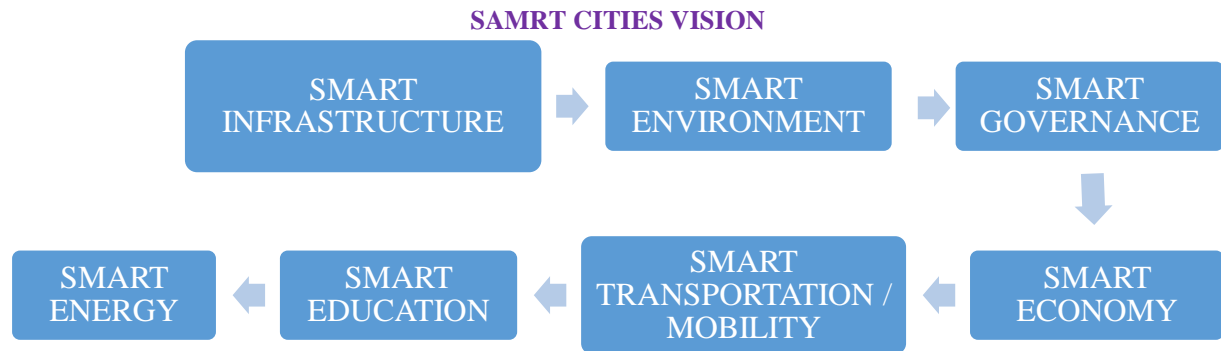 SAMRT CITIES VISION
SMART
INFRASTRUCTURE
SMART
ENVIRONMENT
SMART
GOVERNANCE
SMART
ECONOMY
SMART
TRANSPORTATION /
MOBILITY
SMART
EDUCATION
SMART
ENERGY